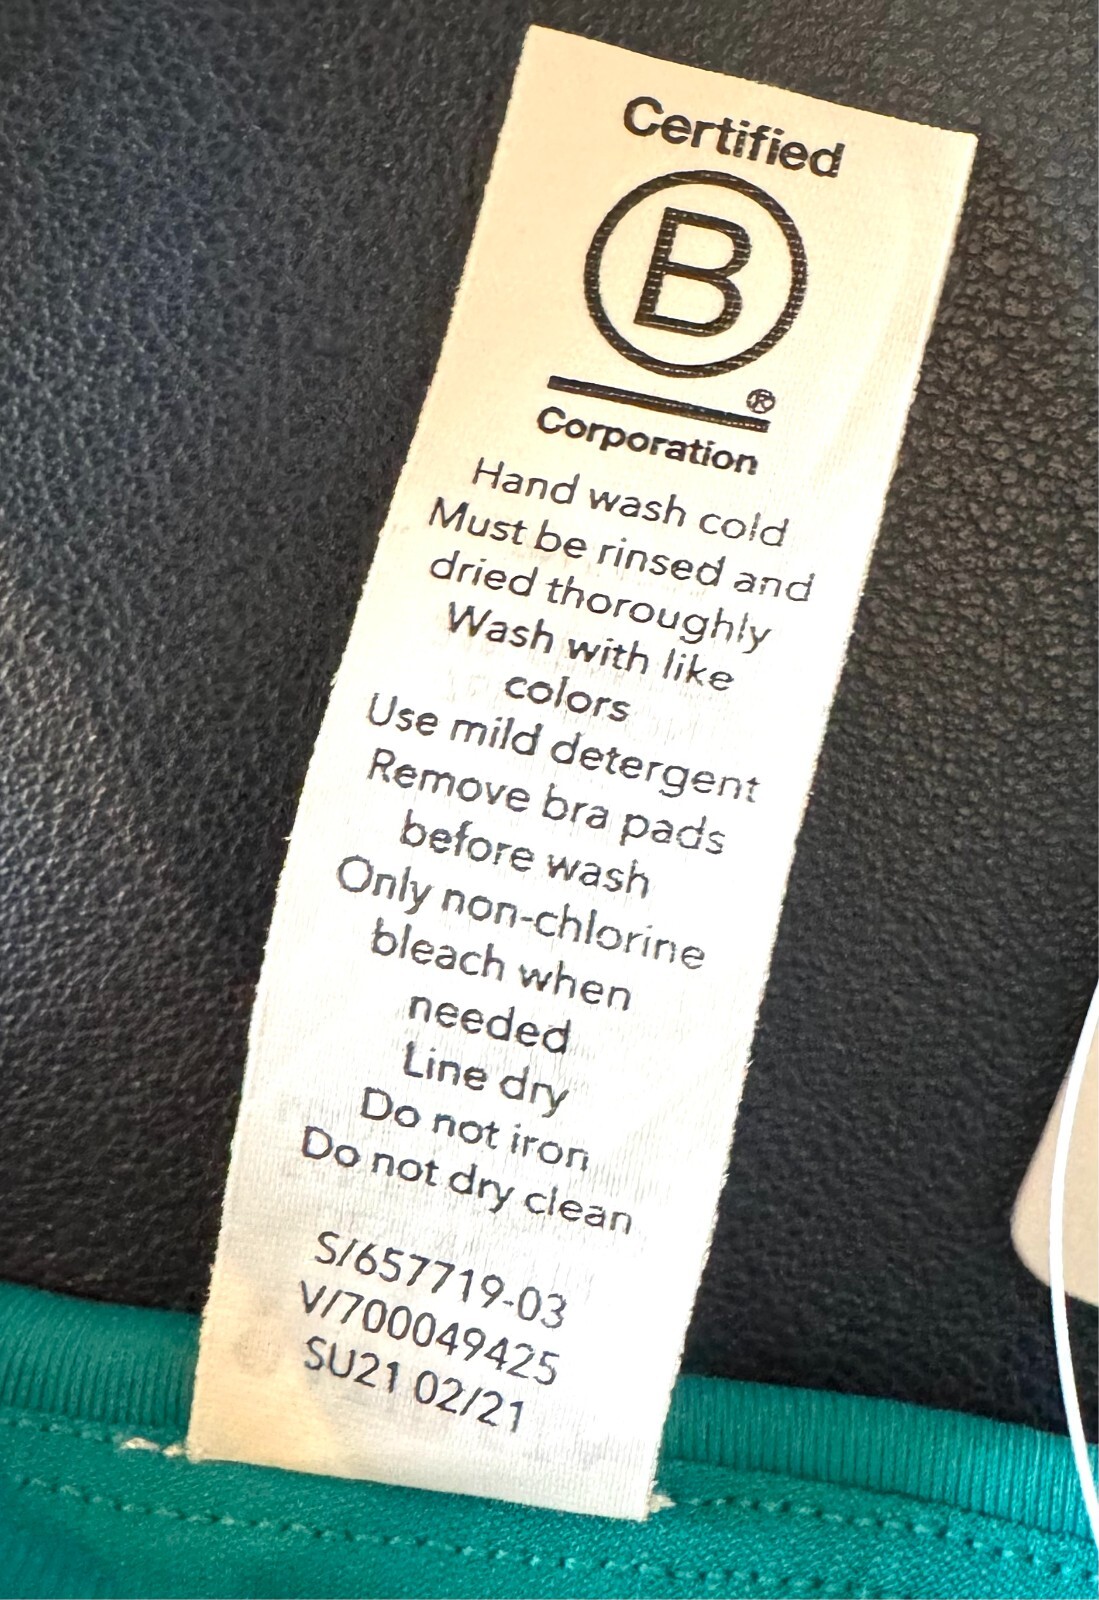 Certified
B
®
Corporation
Hand wash cold
Must be rinsed and
dried thoroughly
Wash with like
colors
Use mild detergent
Remove bra pads
before wash
Only non-chlorine
bleach when
needed
Line dry
Do not iron
Do not dry clean
S/657719-03
V/700049425
SU21 02/21